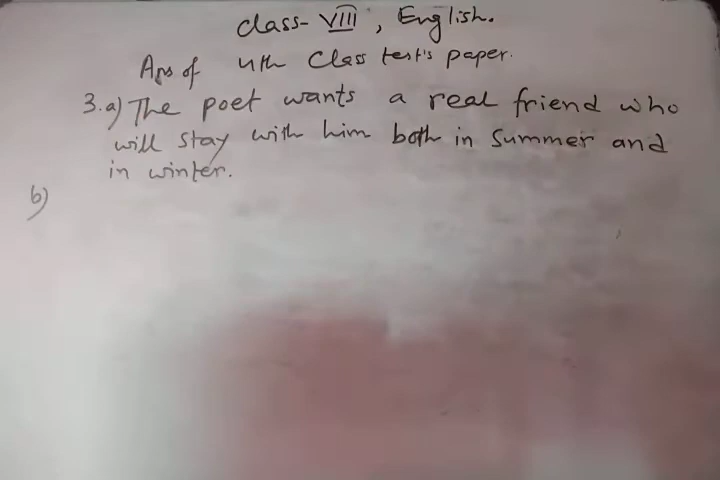 class- VIII, English.
Ans of 4th Class test's paper.
3.a) The poet wants a real friend who
will stay with him both in summer and
in winter.
b)